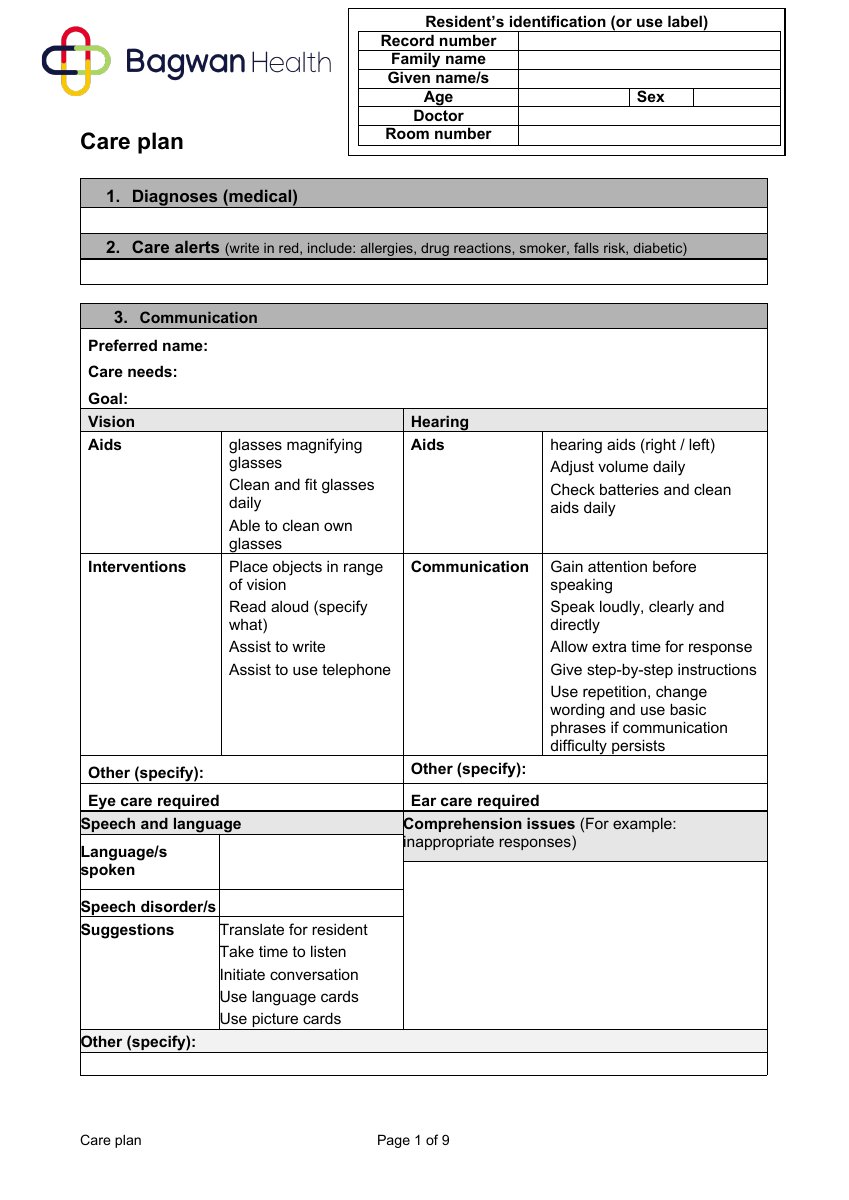 Bagwan Health
Resident’s identification (or use label)
Record number
Family name
Given name/s
Age
Sex
Doctor
Room number
Care plan
1. Diagnoses (medical)
2. Care alerts (write in red, include: allergies, drug reactions, smoker, falls risk, diabetic)
3. Communication
Preferred name:
Care needs:
Goal:
Vision
Hearing
Aids
glasses magnifying
glasses
Clean and fit glasses
daily
Able to clean own
glasses
Aids
hearing aids (right / left)
Adjust volume daily
Check batteries and clean
aids daily
Interventions
Place objects in range
of vision
Read aloud (specify
what)
Assist to write
Assist to use telephone
Communication
Gain attention before
speaking
Speak loudly, clearly and
directly
Allow extra time for response
Give step-by-step instructions
Use repetition, change
wording and use basic
phrases if communication
difficulty persists
Other (specify):
Other (specify):
Eye care required
Ear care required
Speech and language
Comprehension issues (For example:
inappropriate responses)
Language/s
spoken
Speech disorder/s
Suggestions
Translate for resident
Take time to listen
Initiate conversation
Use language cards
Use picture cards
Other (specify):
Care plan
Page 1 of 9